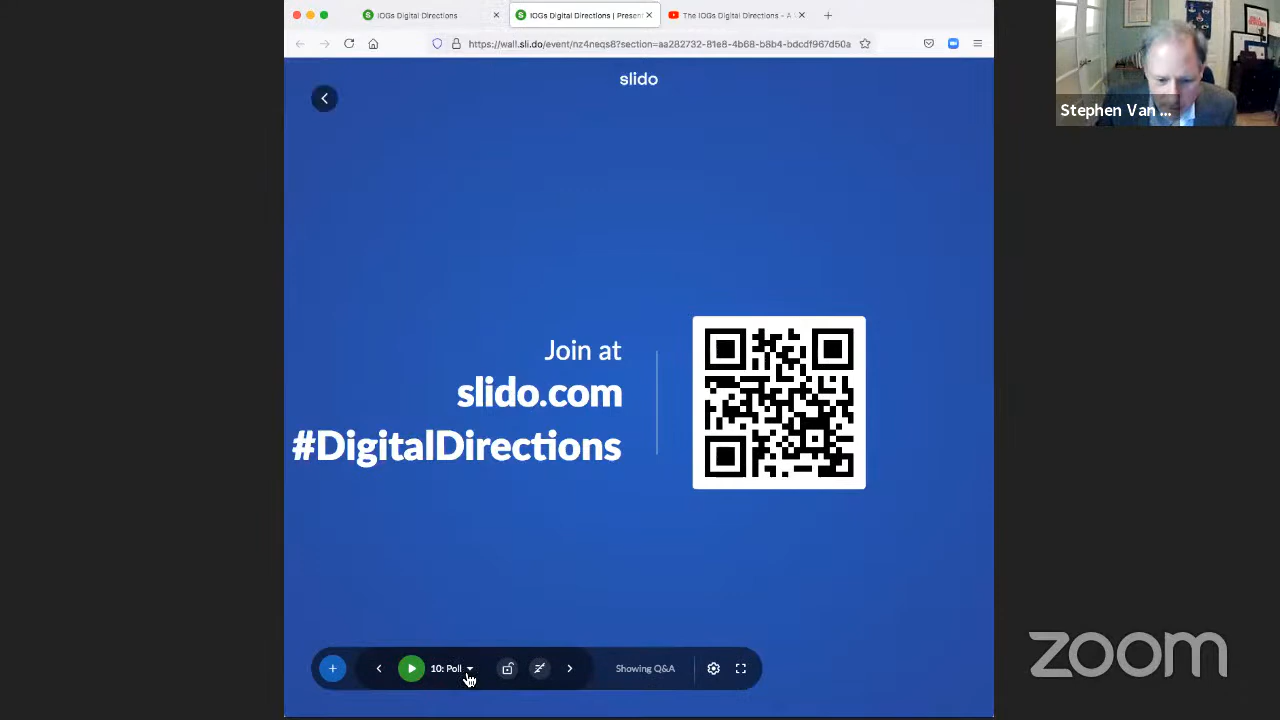 IOGs Digital Directions
IOGs Digital Directions | Presen
The IOGs Digital Directions - A
https://wall.sli.do/event/nz4neqs8?section=aa282732-81e8-4b68-b8b4-bdcdf967d50a
slido
Stephen Van ...
Join at
slido.com
#DigitalDirections
10: Poll
Showing Q&A
zoom